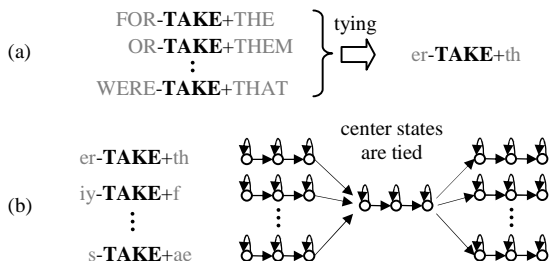 (a)
FOR-TAKE+THE
OR-TAKE+THEM
WERE-TAKE+THAT
tying
er-TAKE+th
(b)
er-TAKE+th
iy-TAKE+f
s-TAKE+ae
center states
are tied